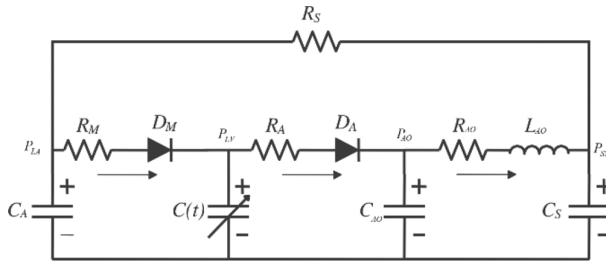 R_S
R_M D_M R_A D_A R_AO L_AO
P_LA P_LV P_AO P_S
+ + + +
C_A C(t) C_AO C_S
− − − −